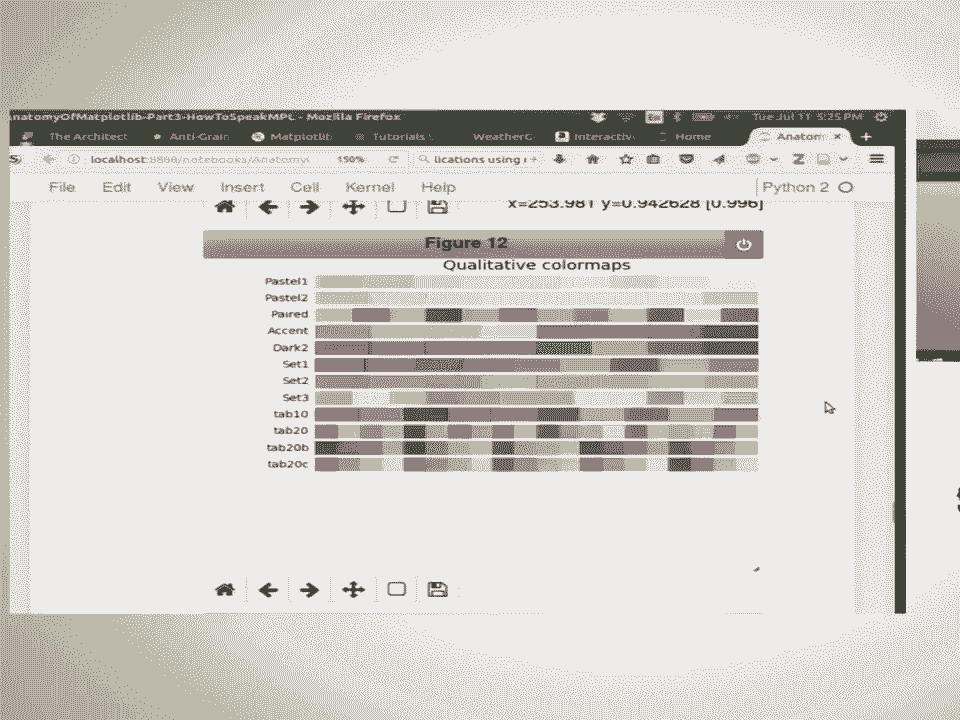 natomyOfMatplotlib-Part3-HowToSpeakMPL - Mozilla Firefox En Tue Jul 11 5:25 PM
The Architect Anti-Grain Matplotlib Tutorials WeatherG Interactiv Home Anatom × +
localhost:8866/notebooks/Anatomy 150% lications using
File Edit View Insert Cell Kernel Help Python 2
x=253.981 y=0.942628 [0.996]
Figure 12
Qualitative colormaps
Pastel1
Pastel2
Paired
Accent
Dark2
Set1
Set2
Set3
tab10
tab20
tab20b
tab20c